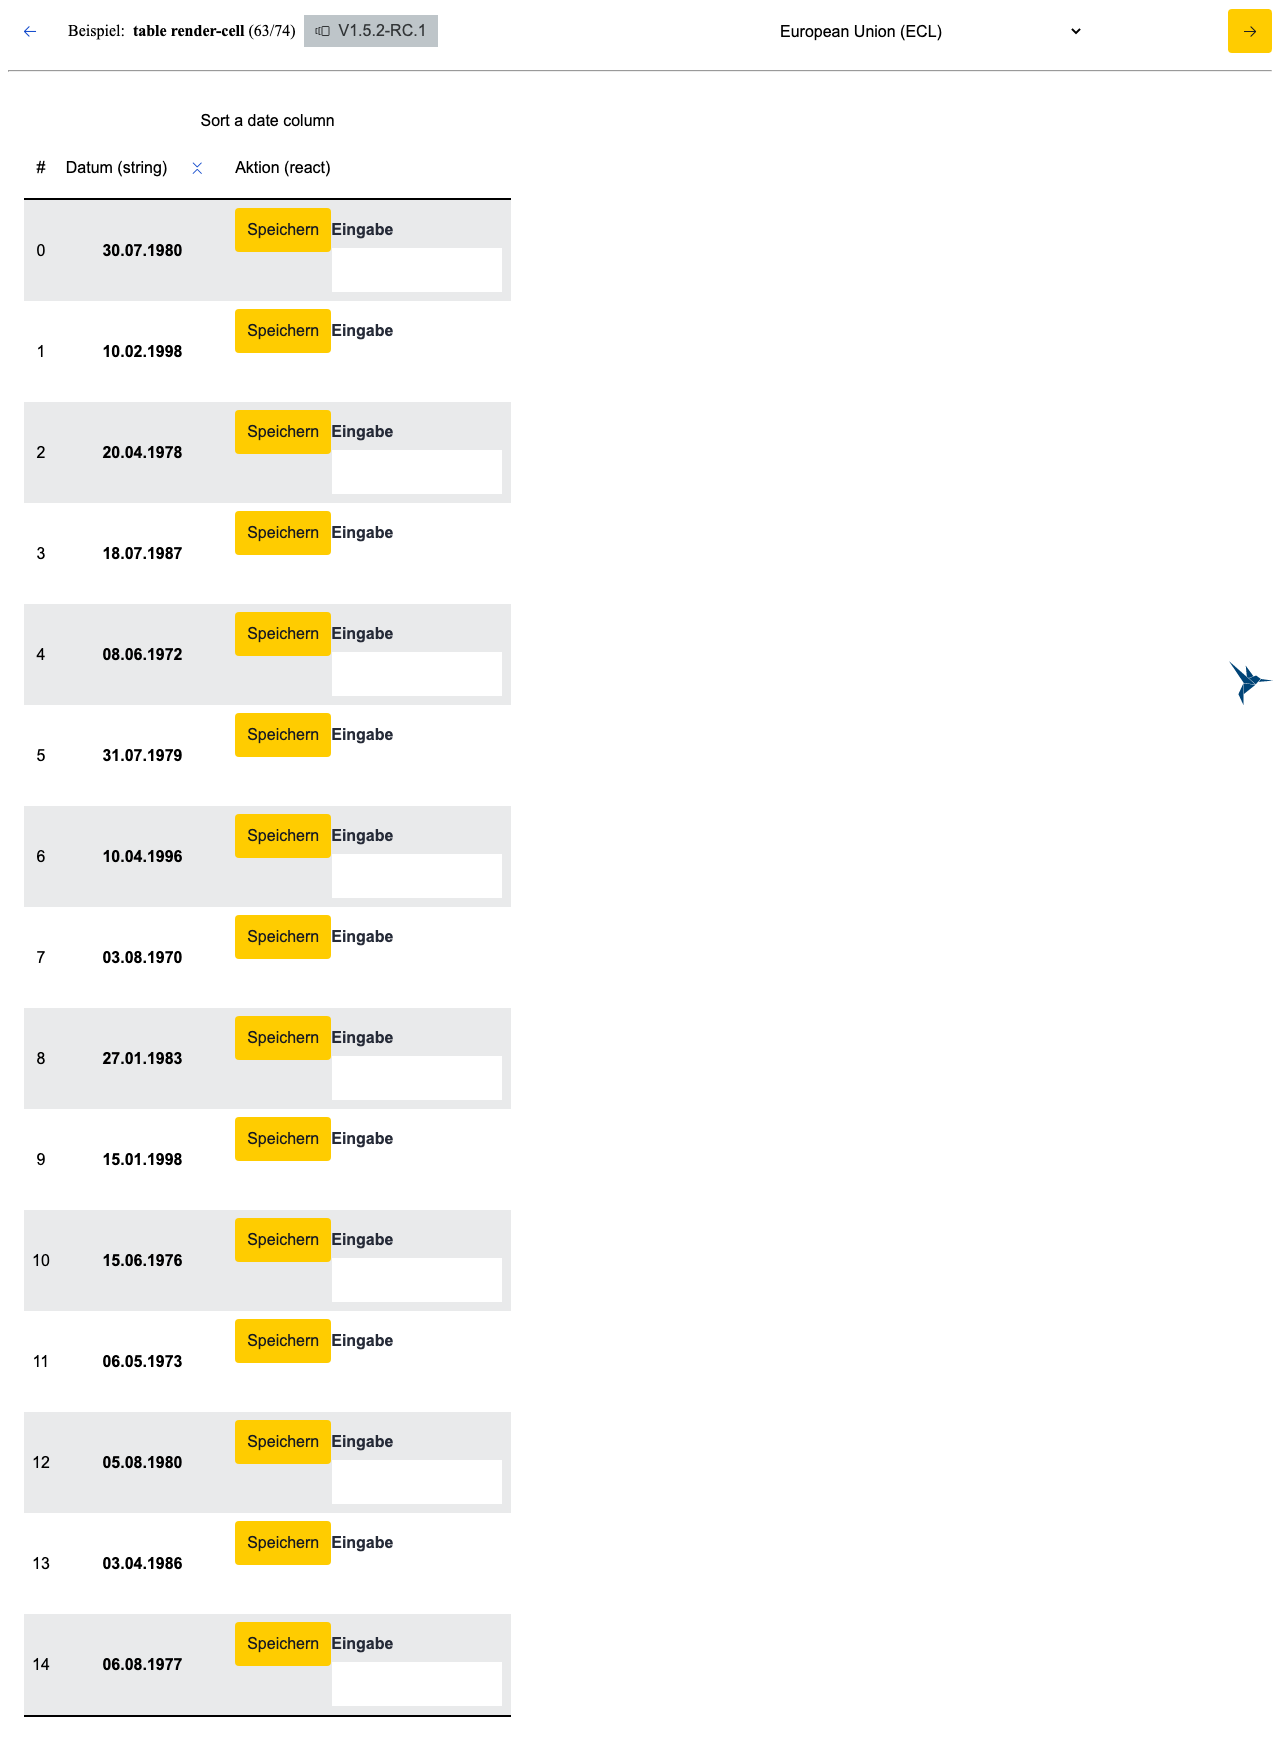 Beispiel: table render-cell (63/74) V1.5.2-RC.1 European Union (ECL)
Sort a date column
# Datum (string) Aktion (react)
0 30.07.1980 Speichern Eingabe
1 10.02.1998 Speichern Eingabe
2 20.04.1978 Speichern Eingabe
3 18.07.1987 Speichern Eingabe
4 08.06.1972 Speichern Eingabe
5 31.07.1979 Speichern Eingabe
6 10.04.1996 Speichern Eingabe
7 03.08.1970 Speichern Eingabe
8 27.01.1983 Speichern Eingabe
9 15.01.1998 Speichern Eingabe
10 15.06.1976 Speichern Eingabe
11 06.05.1973 Speichern Eingabe
12 05.08.1980 Speichern Eingabe
13 03.04.1986 Speichern Eingabe
14 06.08.1977 Speichern Eingabe